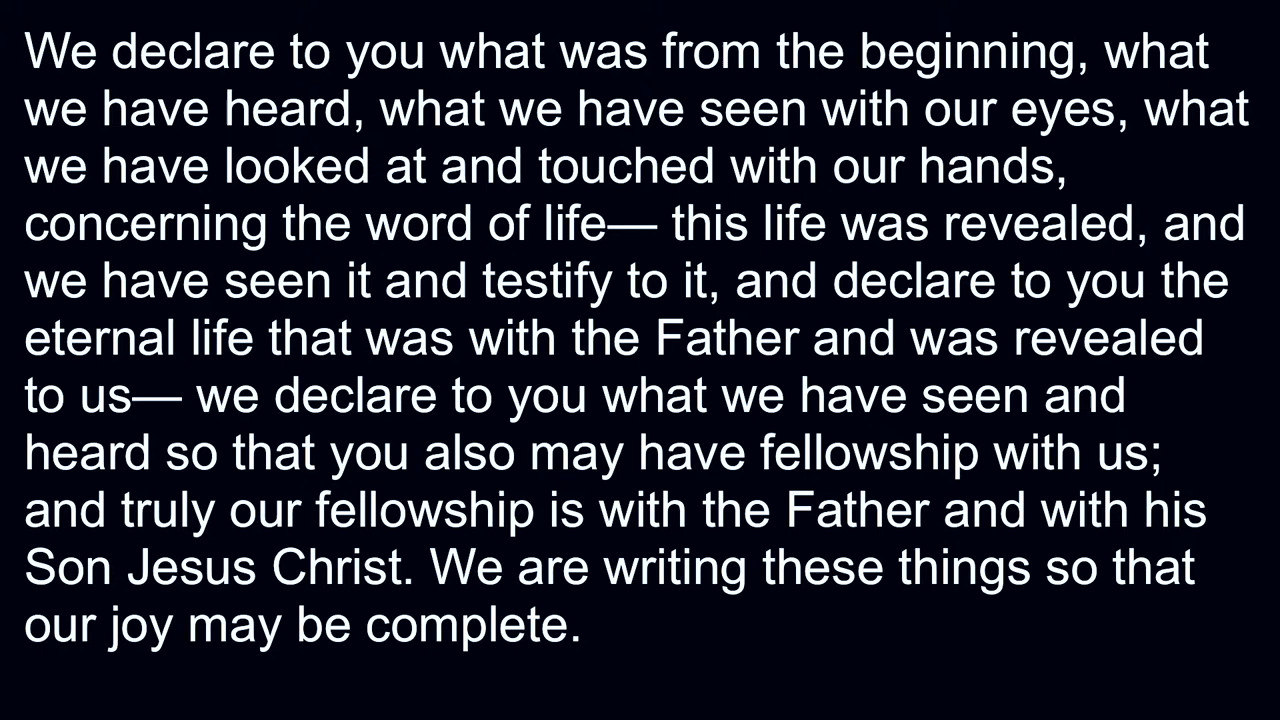 We declare to you what was from the beginning, what
we have heard, what we have seen with our eyes, what
we have looked at and touched with our hands,
concerning the word of life— this life was revealed, and
we have seen it and testify to it, and declare to you the
eternal life that was with the Father and was revealed
to us— we declare to you what we have seen and
heard so that you also may have fellowship with us;
and truly our fellowship is with the Father and with his
Son Jesus Christ. We are writing these things so that
our joy may be complete.